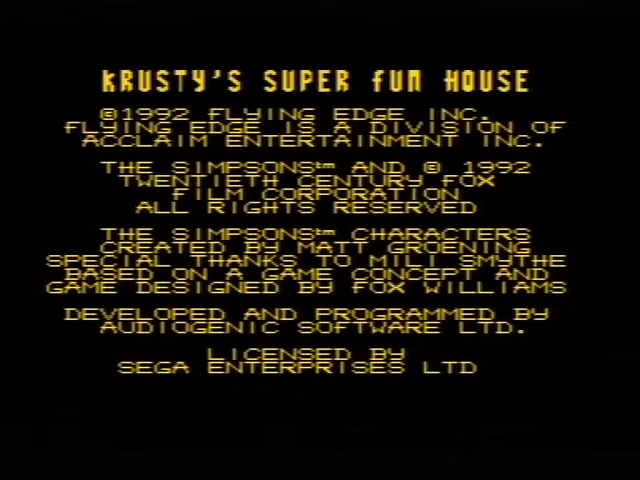 KRUSTY'S SUPER FUN HOUSE
©1992 FLYING EDGE INC.
FLYING EDGE IS A DIVISION OF
ACCLAIM ENTERTAINMENT INC.
THE SIMPSONS™ AND © 1992
TWENTIETH CENTURY FOX
FILM CORPORATION
ALL RIGHTS RESERVED
THE SIMPSONS™ CHARACTERS
CREATED BY MATT GROENING
SPECIAL THANKS TO MILI SMYTHE
BASED ON A GAME CONCEPT AND
GAME DESIGNED BY FOX WILLIAMS
DEVELOPED AND PROGRAMMED BY
AUDIOGENIC SOFTWARE LTD.
LICENSED BY
SEGA ENTERPRISES LTD